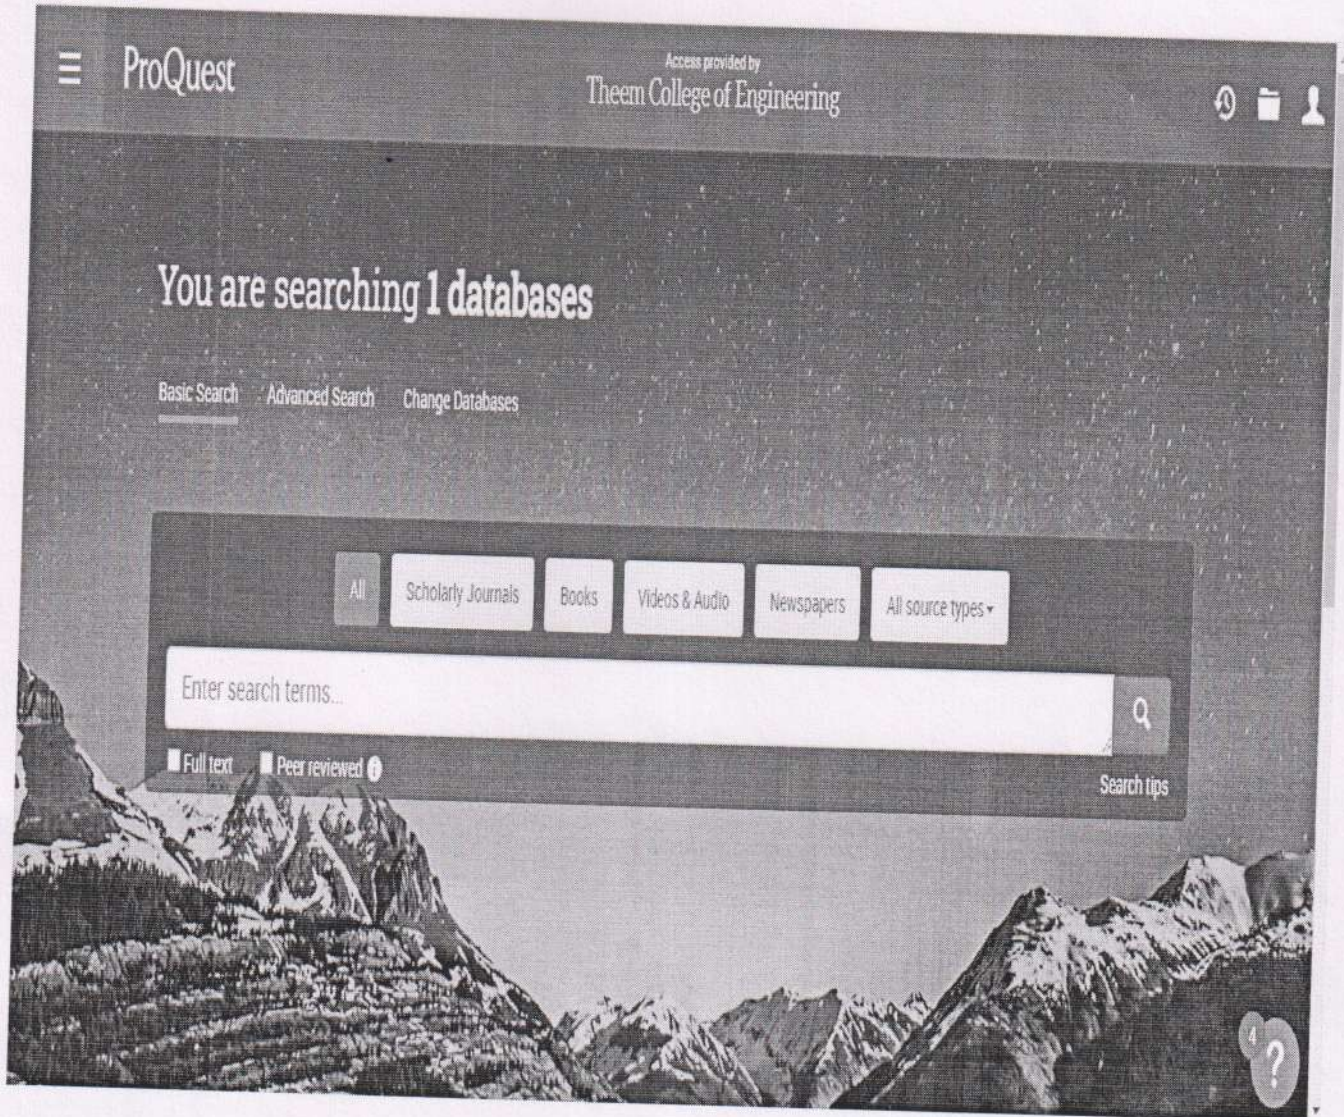 ProQuest
Access provided by
Theem College of Engineering
You are searching 1 databases
Basic Search Advanced Search Change Databases
All Scholarly Journals Books Videos & Audio Newspapers All source types
Enter search terms...
Full text Peer reviewed i
Search tips
4 ?